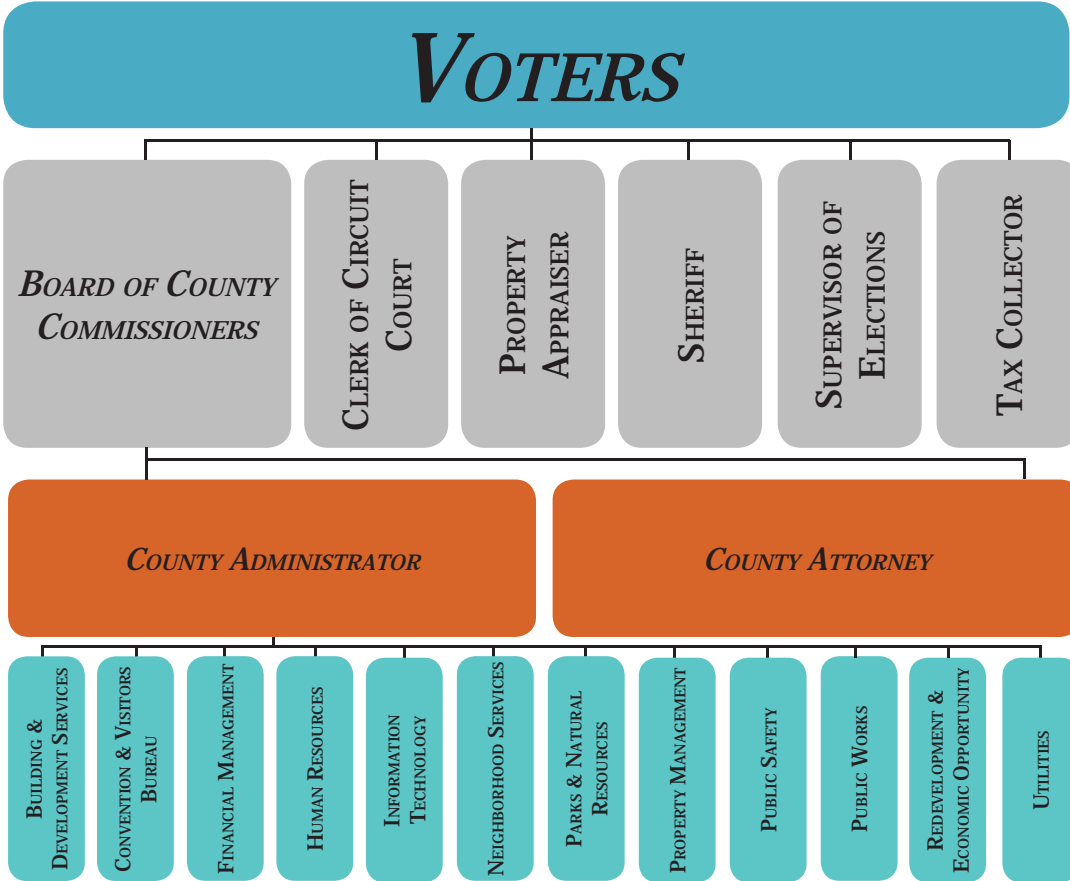 Voters
Board of County
Commissioners
Clerk of Circuit
Court
Property
Appraiser
Sheriff
Supervisor of
Elections
Tax Collector
County Administrator
County Attorney
Building &
Development Services
Convention & Visitors
Bureau
Financial Management
Human Resources
Information
Technology
Neighborhood Services
Parks & Natural
Resources
Property Management
Public Safety
Public Works
Redevelopment &
Economic Opportunity
Utilities